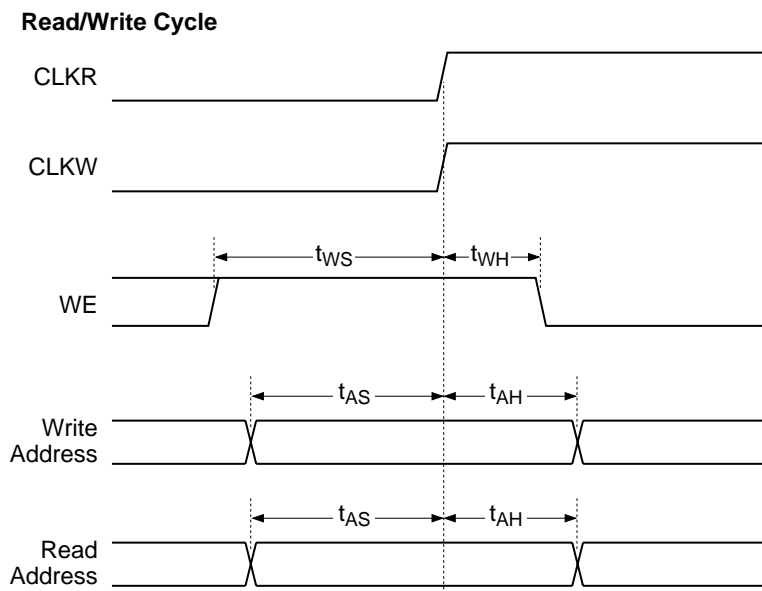 Read/Write Cycle
CLKR
CLKW
tWS
tWH
WE
tAS
tAH
Write
Address
tAS
tAH
Read
Address